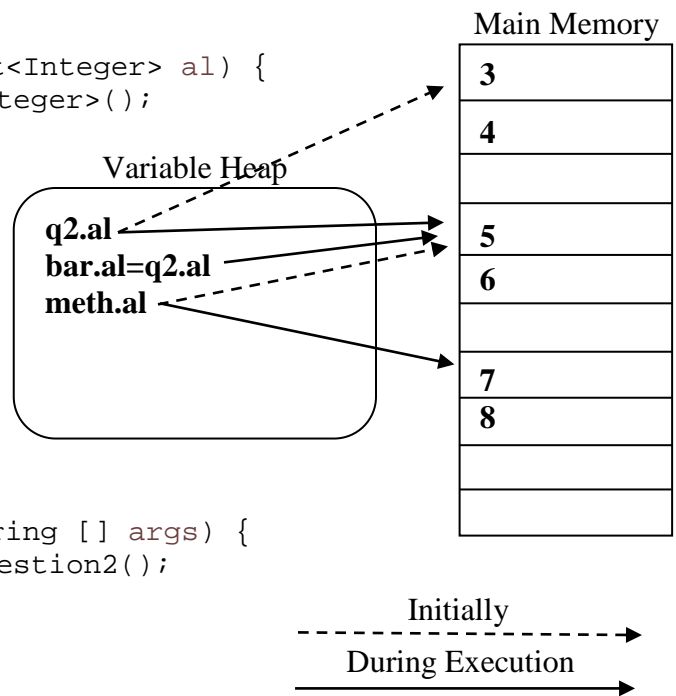 Main Memory
t<Integer> al) {
teger>();
Variable Heap
q2.al
bar.al=q2.al
meth.al
3
4
5
6
7
8
ring [] args) {
estion2();
Initially
During Execution